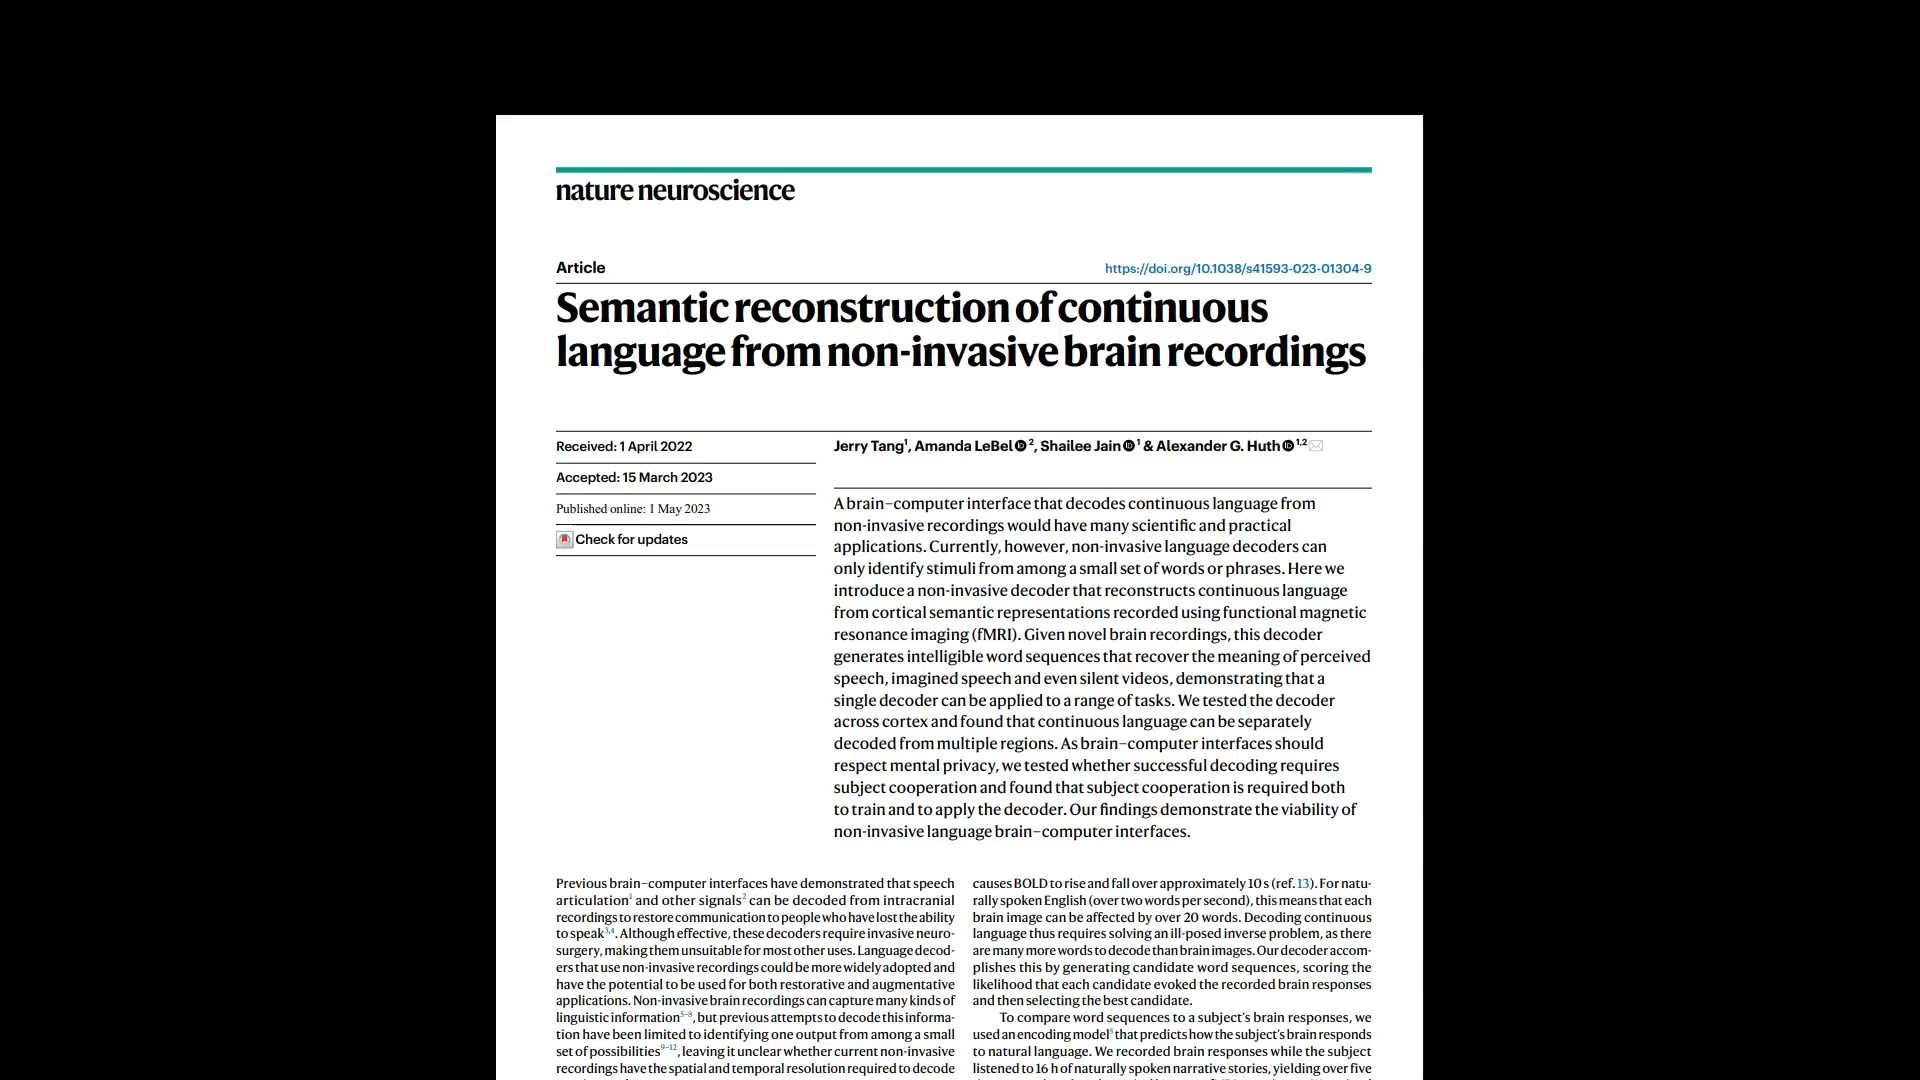 nature neuroscience
Article
https://doi.org/10.1038/s41593-023-01304-9
Semantic reconstruction of continuous
language from non-invasive brain recordings
Received: 1 April 2022
Accepted: 15 March 2023
Published online: 1 May 2023
Check for updates
Jerry Tang1, Amanda LeBel 2, Shailee Jain 1 & Alexander G. Huth 1,2
A brain–computer interface that decodes continuous language from
non-invasive recordings would have many scientific and practical
applications. Currently, however, non-invasive language decoders can
only identify stimuli from among a small set of words or phrases. Here we
introduce a non-invasive decoder that reconstructs continuous language
from cortical semantic representations recorded using functional magnetic
resonance imaging (fMRI). Given novel brain recordings, this decoder
generates intelligible word sequences that recover the meaning of perceived
speech, imagined speech and even silent videos, demonstrating that a
single decoder can be applied to a range of tasks. We tested the decoder
across cortex and found that continuous language can be separately
decoded from multiple regions. As brain–computer interfaces should
respect mental privacy, we tested whether successful decoding requires
subject cooperation and found that subject cooperation is required both
to train and to apply the decoder. Our findings demonstrate the viability of
non-invasive language brain–computer interfaces.
Previous brain–computer interfaces have demonstrated that speech
articulation1 and other signals2 can be decoded from intracranial
recordings to restore communication to people who have lost the ability
to speak3,4. Although effective, these decoders require invasive neuro-
surgery, making them unsuitable for most other uses. Language decod-
ers that use non-invasive recordings could be more widely adopted and
have the potential to be used for both restorative and augmentative
applications. Non-invasive brain recordings can capture many kinds of
linguistic information5–8, but previous attempts to decode this informa-
tion have been limited to identifying one output from among a small
set of possibilities9–12, leaving it unclear whether current non-invasive
recordings have the spatial and temporal resolution required to decode
causes BOLD to rise and fall over approximately 10 s (ref. 13). For natu-
rally spoken English (over two words per second), this means that each
brain image can be affected by over 20 words. Decoding continuous
language thus requires solving an ill-posed inverse problem, as there
are many more words to decode than brain images. Our decoder accom-
plishes this by generating candidate word sequences, scoring the
likelihood that each candidate evoked the recorded brain responses
and then selecting the best candidate.
To compare word sequences to a subject's brain responses, we
used an encoding model5 that predicts how the subject's brain responds
to natural language. We recorded brain responses while the subject
listened to 16 h of naturally spoken narrative stories, yielding over five